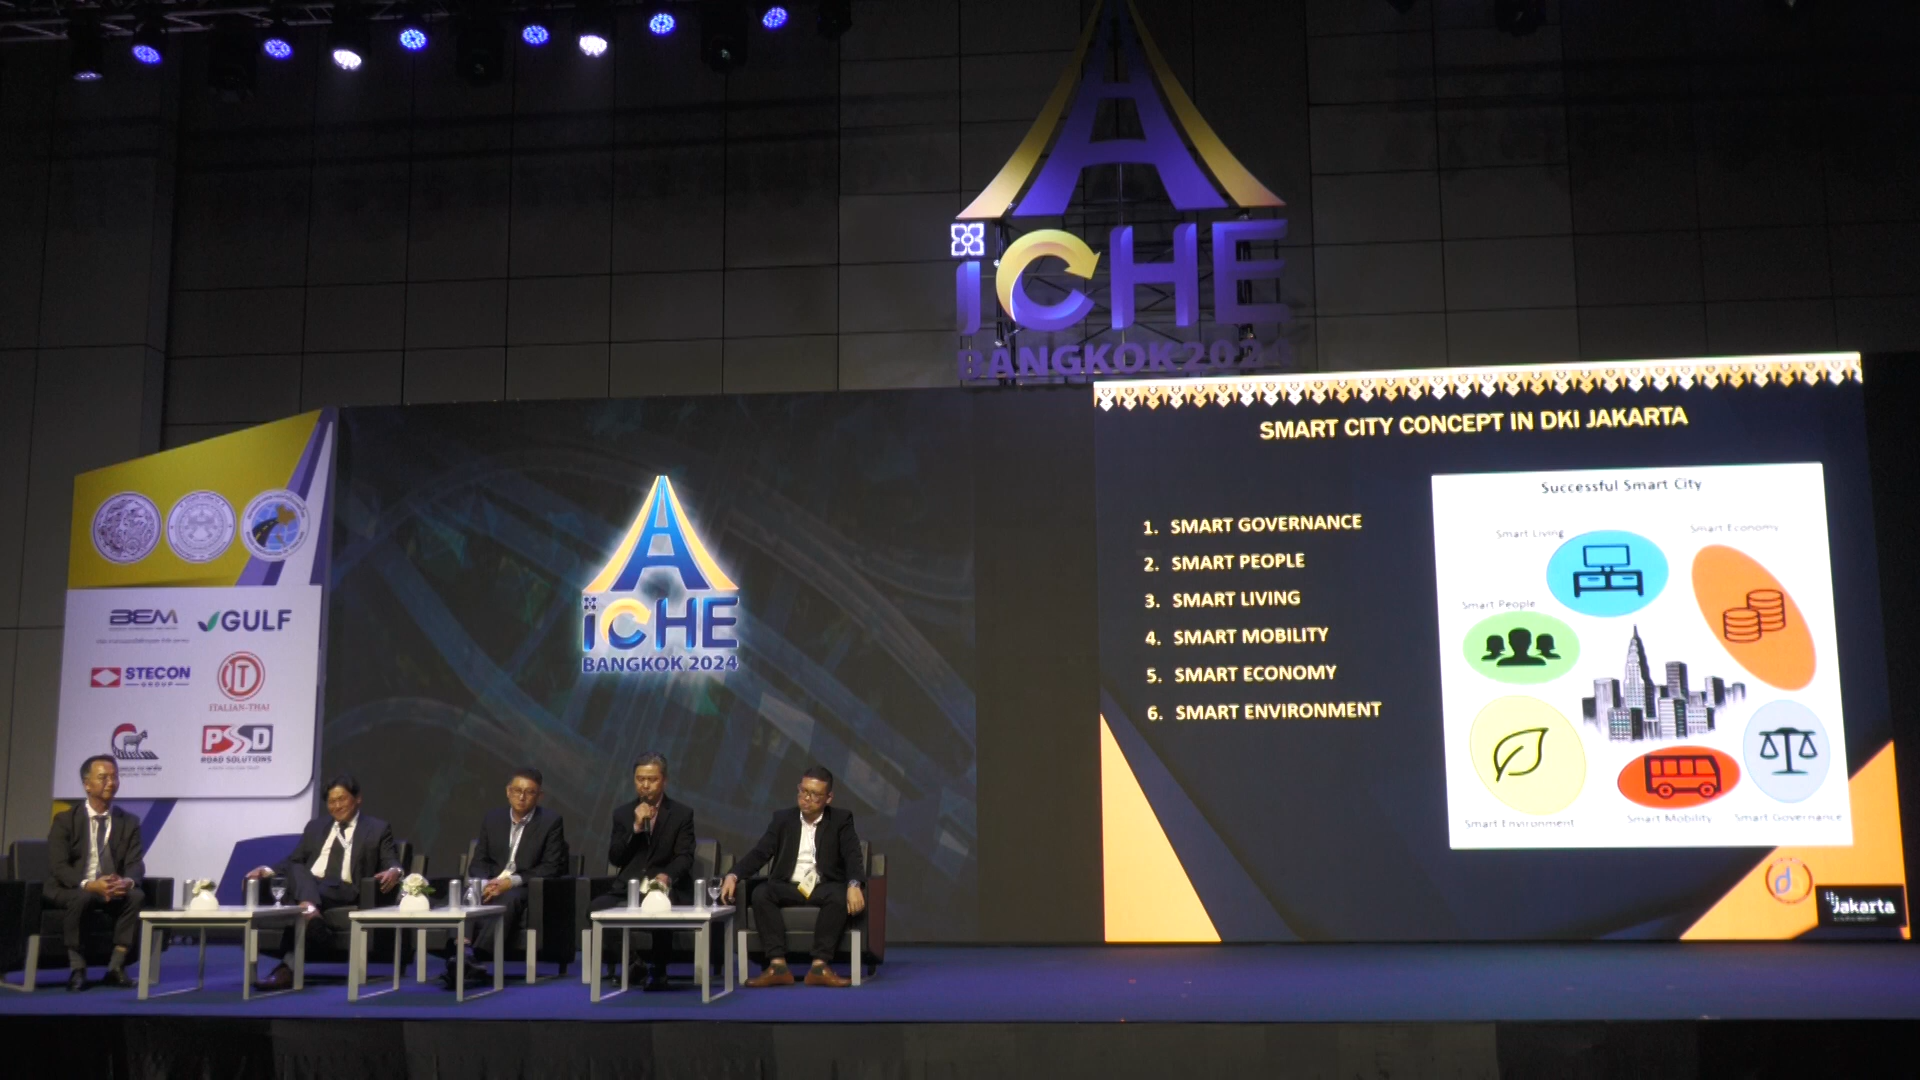 iCHE
BANGKOK 2024
BEM
GULF
STECON
GROUP
ITD
ITALIAN-THAI
PSD
ROAD SOLUTIONS
iCHE
BANGKOK 2024
SMART CITY CONCEPT IN DKI JAKARTA
1. SMART GOVERNANCE
2. SMART PEOPLE
3. SMART LIVING
4. SMART MOBILITY
5. SMART ECONOMY
6. SMART ENVIRONMENT
Successful Smart City
Smart Living
Smart Economy
Smart People
Smart Environment
Smart Mobility
Smart Governance
Jakarta